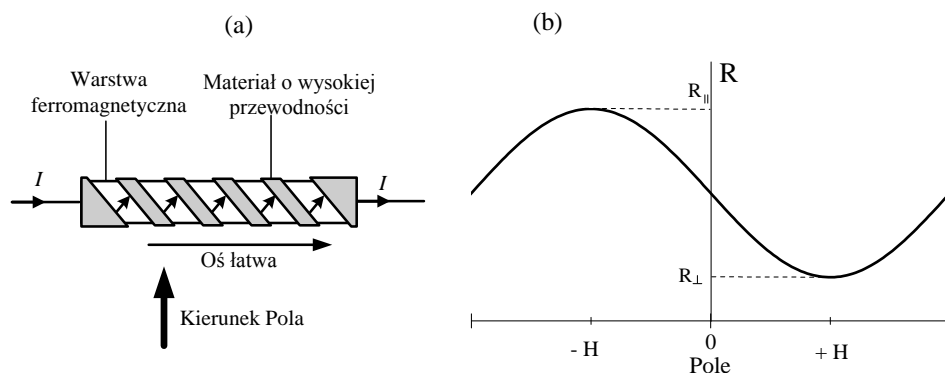 (a)
Warstwa
ferromagnetyczna
Materiał o wysokiej
przewodności
I
I
Oś łatwa
Kierunek Pola
(b)
R
R||
R⊥
- H
0
+ H
Pole